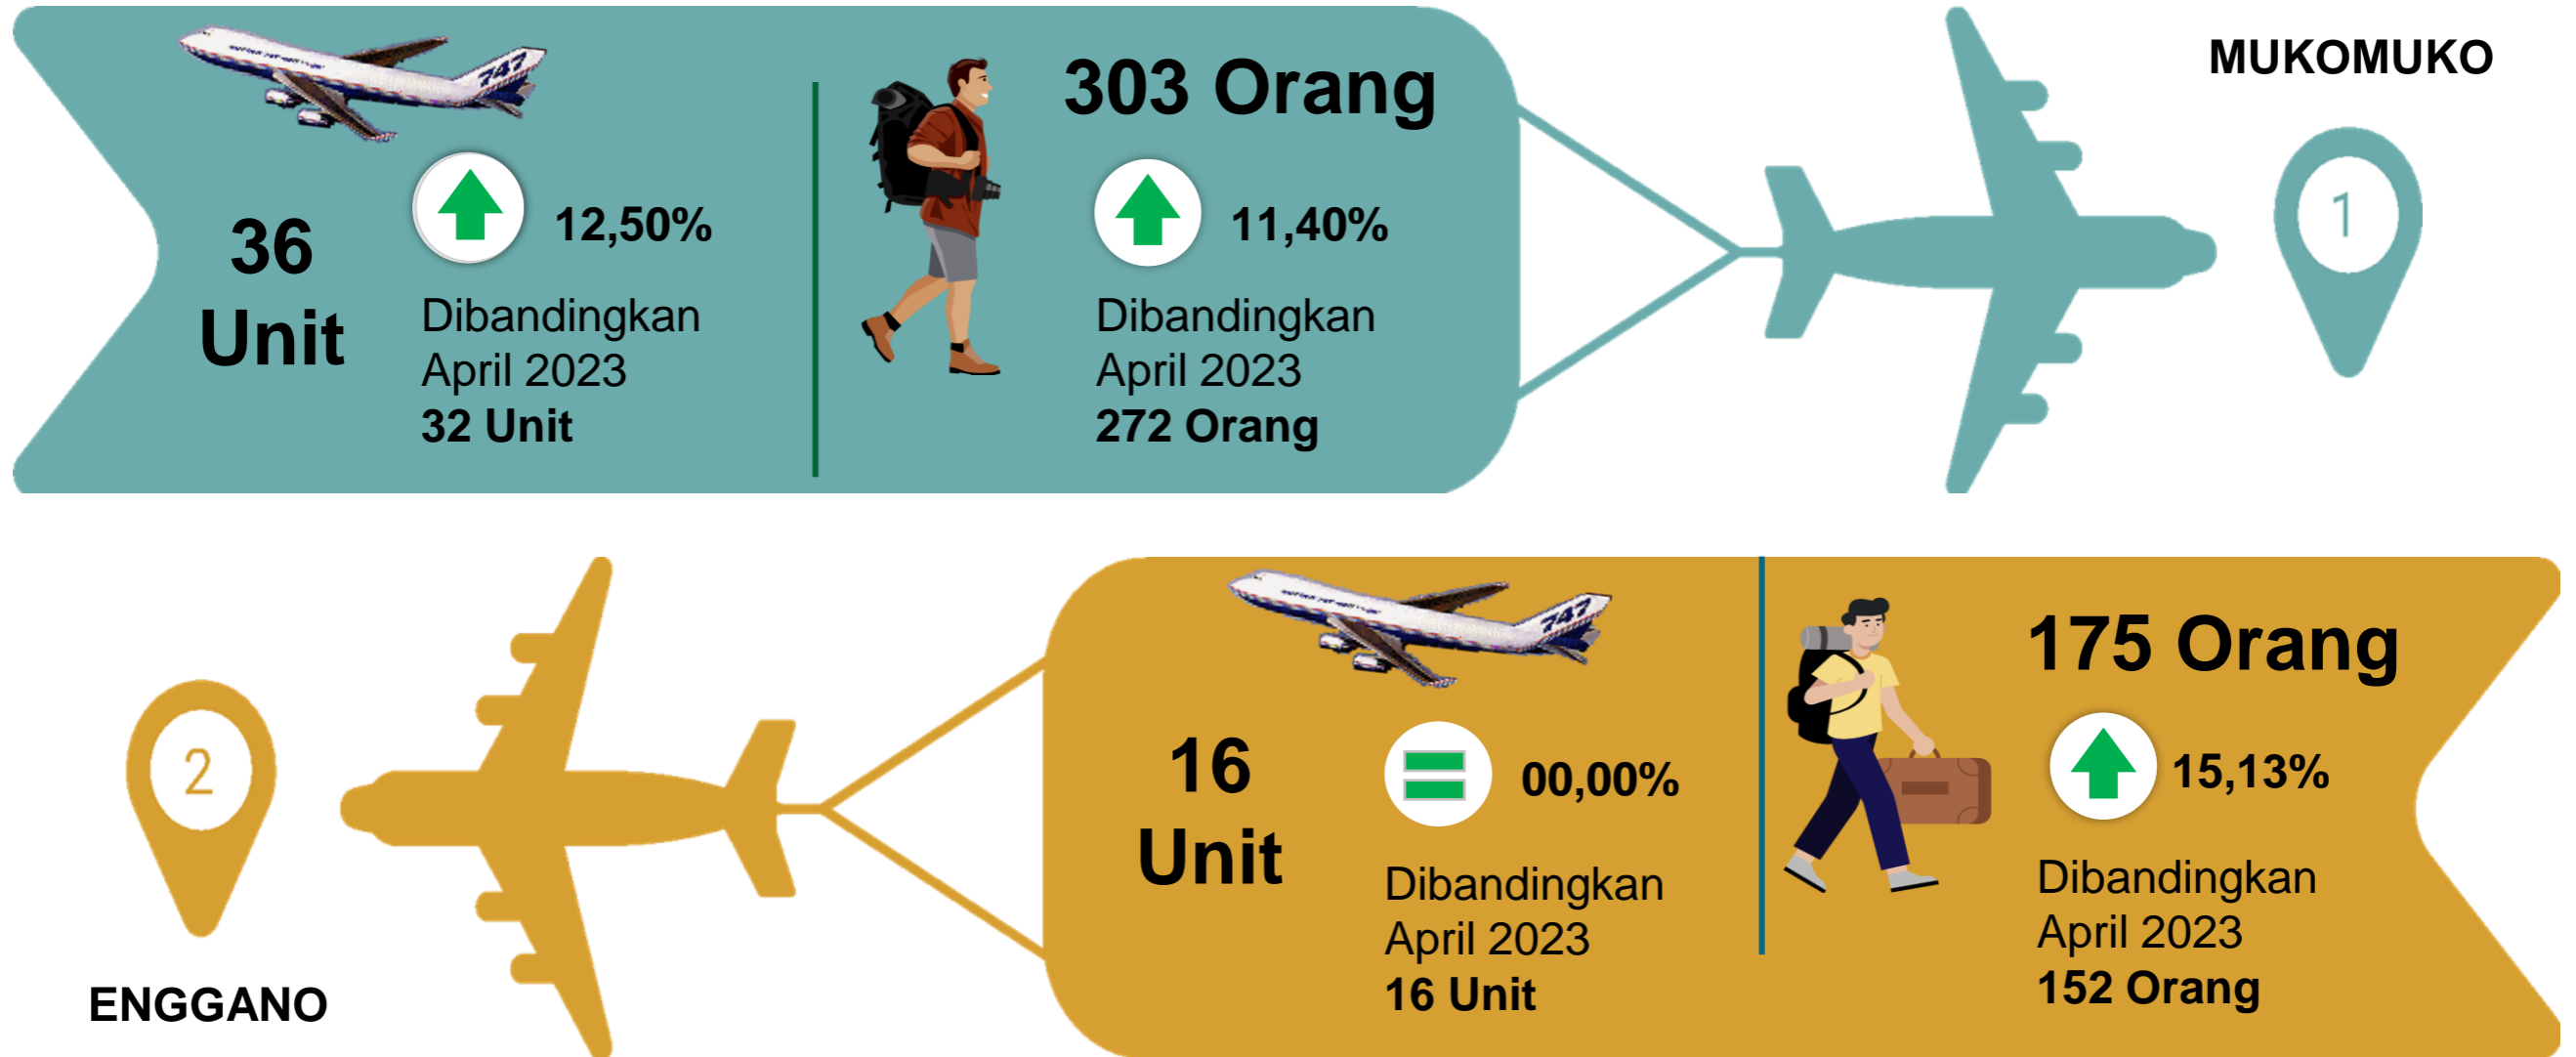 MUKOMUKO
1
747
36
Unit
12,50%
Dibandingkan
April 2023
32 Unit
303 Orang
11,40%
Dibandingkan
April 2023
272 Orang
2
ENGGANO
747
16
Unit
00,00%
Dibandingkan
April 2023
16 Unit
175 Orang
15,13%
Dibandingkan
April 2023
152 Orang